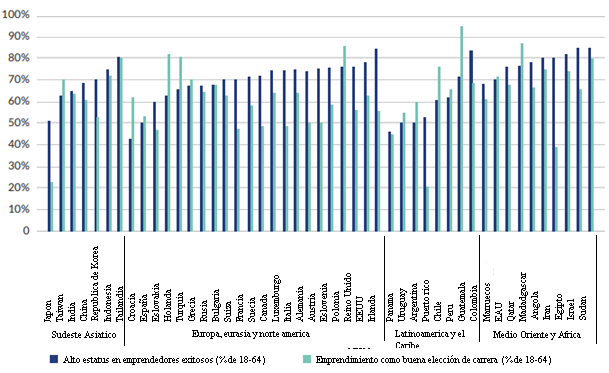 100%
90%
80%
70%
60%
50%
40%
30%
20%
10%
0
Japon
Taiwan
India
China
Republica de Korea
Indonesia
Tailandia
Croacia
España
Eslovakia
Holanda
Turquia
Grecia
Rusia
Bulgaria
Suiza
Francia
Suecia
Canada
Luxemburgo
Italia
Alemania
Austria
Eslovenia
Polonia
Reino Unido
EEUU
Irlanda
Panama
Uruguay
Argentina
Puerto rico
Chile
Peru
Guatemala
Colombia
Marruecos
EAU
Qatar
Madadguscar
Angola
Iran
Egipto
Israel
Sudan
Sudeste Asiatico
Europa, eurasia y norte america
Latinoamerica y el
Caribe
Medio Oriente y Africa
Alto estatus en emprendedores exitosos (%de 18-64)
Emprendimiento como buena elección de carrera (%de 18-64)